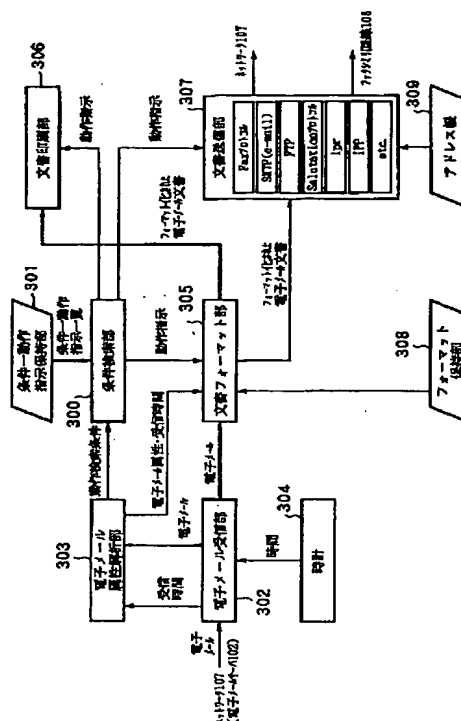 306
文書印刷部
動作指示
301
条件－動作
指示保持部
条件－動作
指示一覧
300
条件検索部
動作検索条件
303
電子メール
属性解析部
受信
時間
電子メール
電子メール属性・受信時間
動作指示
動作指示
フォーマット化された
電子メール文書
ネットワーク107
307
文書送信部
Faxプロトコル
SMTP(e-mail)
FTP
Salutationプロトコル
lpr
IPP
etc.
ファクシミリ回線108
309
アドレス帳
305
文書フォーマット部
フォーマット化された
電子メール文書
308
フォーマット
保持部
電子メール
電子メール受信部
302
304
時間
時計
電子
メール
ネットワーク107
(電子メールサーバ102)